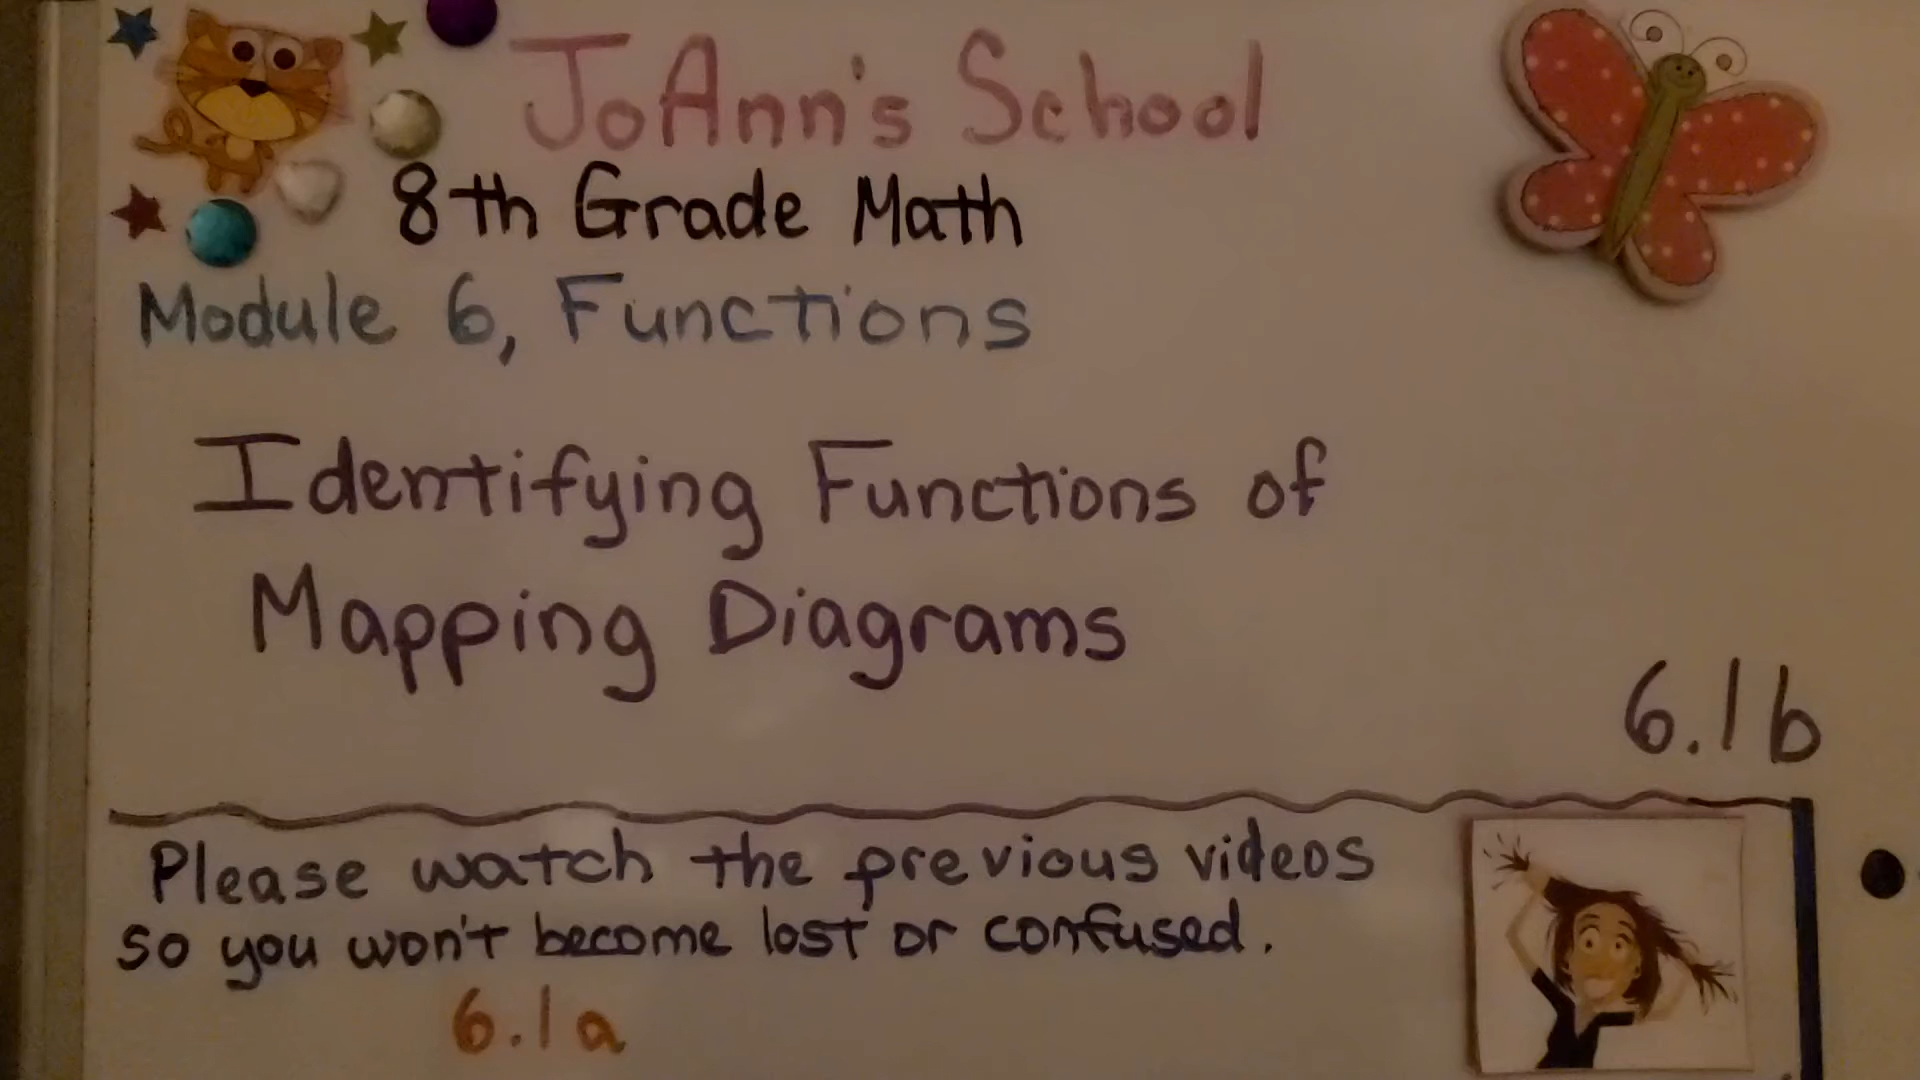 JoAnn's School
8th Grade Math
Module 6, Functions
Identifying Functions of
Mapping Diagrams
6.1b
Please watch the previous videos
so you won't become lost or confused.
6.1a